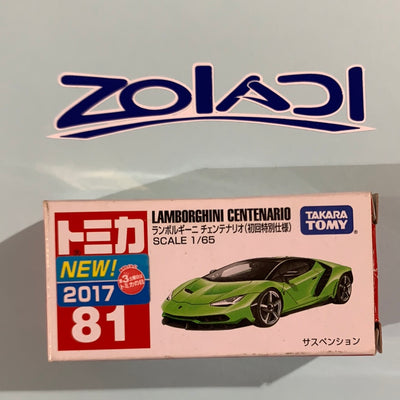 ZOIADI
トミカ
NEW!
2017
81
LAMBORGHINI CENTENARIO
ランボルギーニ チェンテナリオ(初回特別仕様)
SCALE 1/65
TAKARA
TOMY
サスペンション